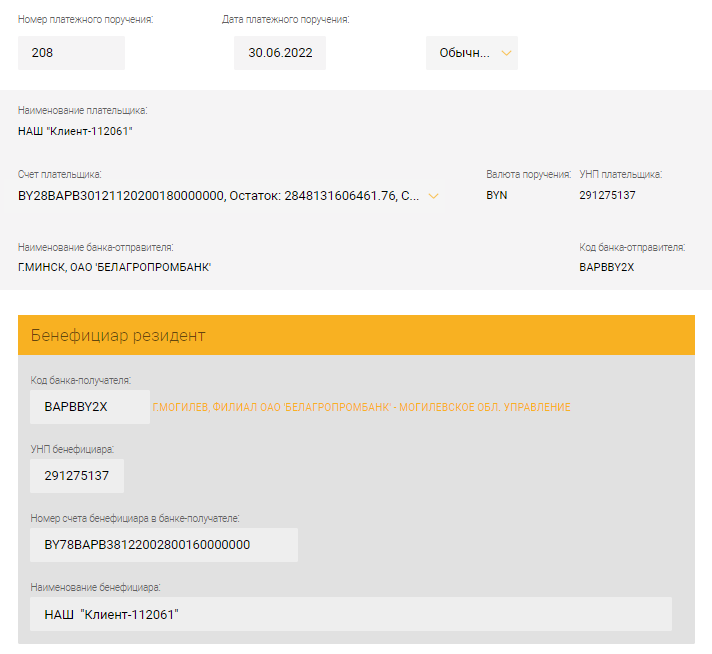 Номер платежного поручения: Дата платежного поручения:
208 30.06.2022 Обычн...
Наименование плательщика:
НАШ "Клиент-112061"
Счет плательщика: Валюта поручения: УНП плательщика:
BY28BAPB30121120200180000000, Остаток: 2848131606461.76, С... BYN 291275137
Наименование банка-отправителя: Код банка-отправителя:
Г.МИНСК, ОАО 'БЕЛАГРОПРОМБАНК' BAPBBY2X
Бенефициар резидент
Код банка-получателя:
BAPBBY2X Г.МОГИЛЕВ, ФИЛИАЛ ОАО 'БЕЛАГРОПРОМБАНК' - МОГИЛЕВСКОЕ ОБЛ. УПРАВЛЕНИЕ
УНП бенефициара:
291275137
Номер счета бенефициара в банке-получателе:
BY78BAPB38122002800160000000
Наименование бенефициара:
НАШ "Клиент-112061"